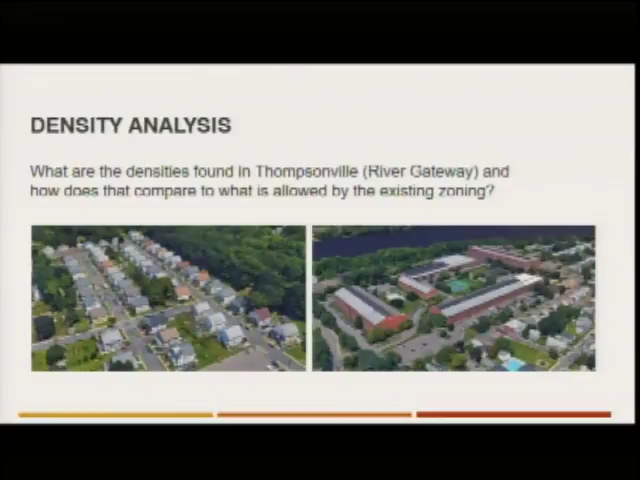 DENSITY ANALYSIS
What are the densities found in Thompsonville (River Gateway) and
how does that compare to what is allowed by the existing zoning?